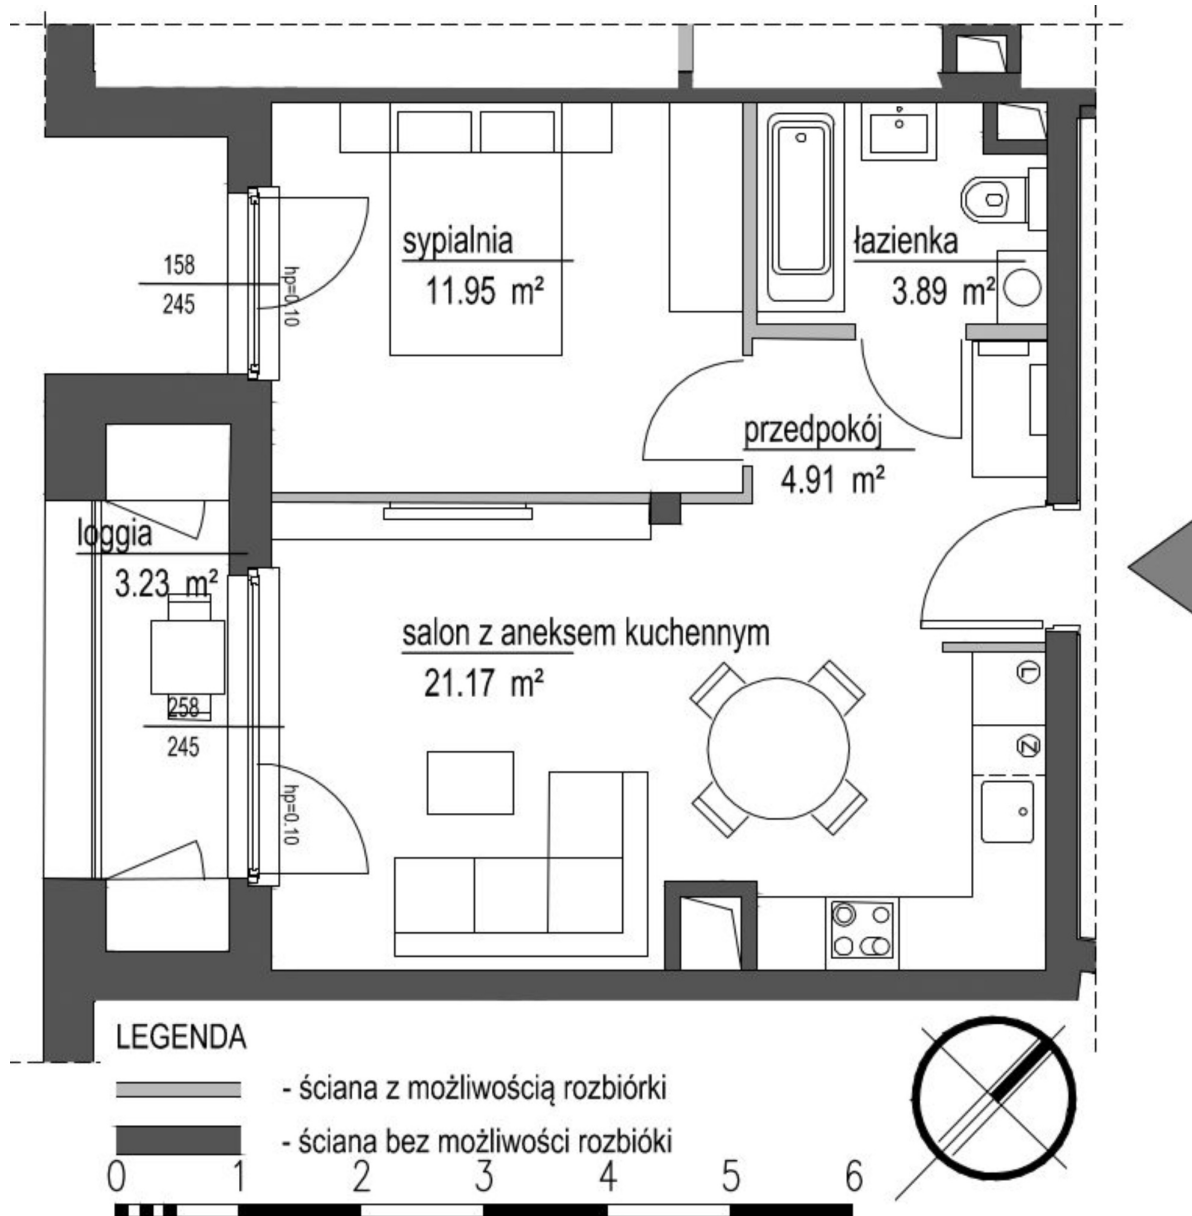 sypialnia
11.95 m²
łazienka
3.89 m²
158
245
hp=0.10
przedpokój
4.91 m²
loggia
3.23 m²
salon z aneksem kuchennym
21.17 m²
L
Z
258
245
hp=0.10
LEGENDA
- ściana z możliwością rozbiórki
- ściana bez możliwości rozbióki
0 1 2 3 4 5 6